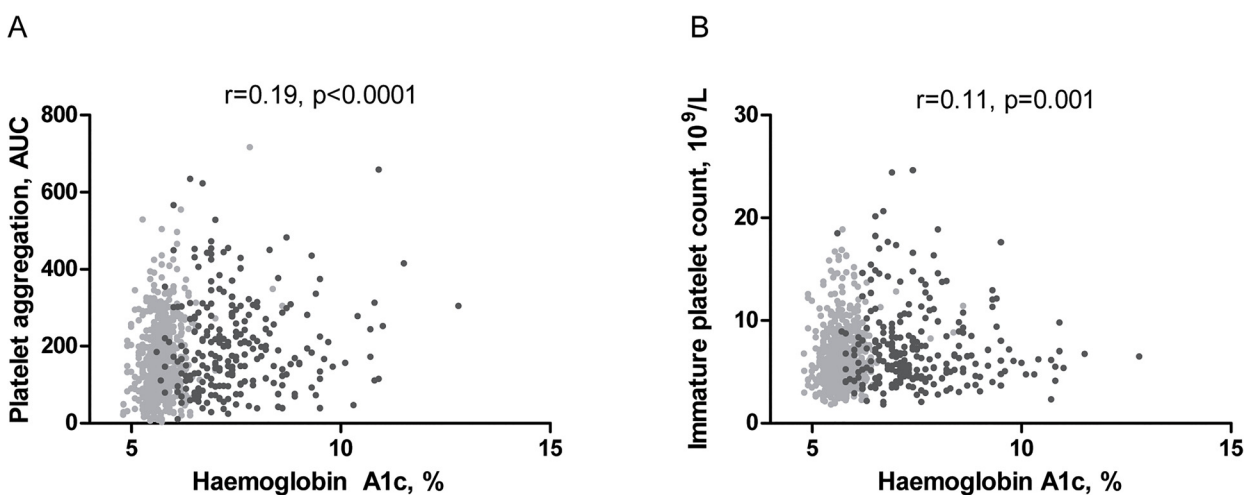 A
r=0.19, p<0.0001
Platelet aggregation, AUC
800
600
400
200
0
5
10
15
Haemoglobin A1c, %
B
r=0.11, p=0.001
Immature platelet count, 10⁹/L
30
20
10
0
5
10
15
Haemoglobin A1c, %